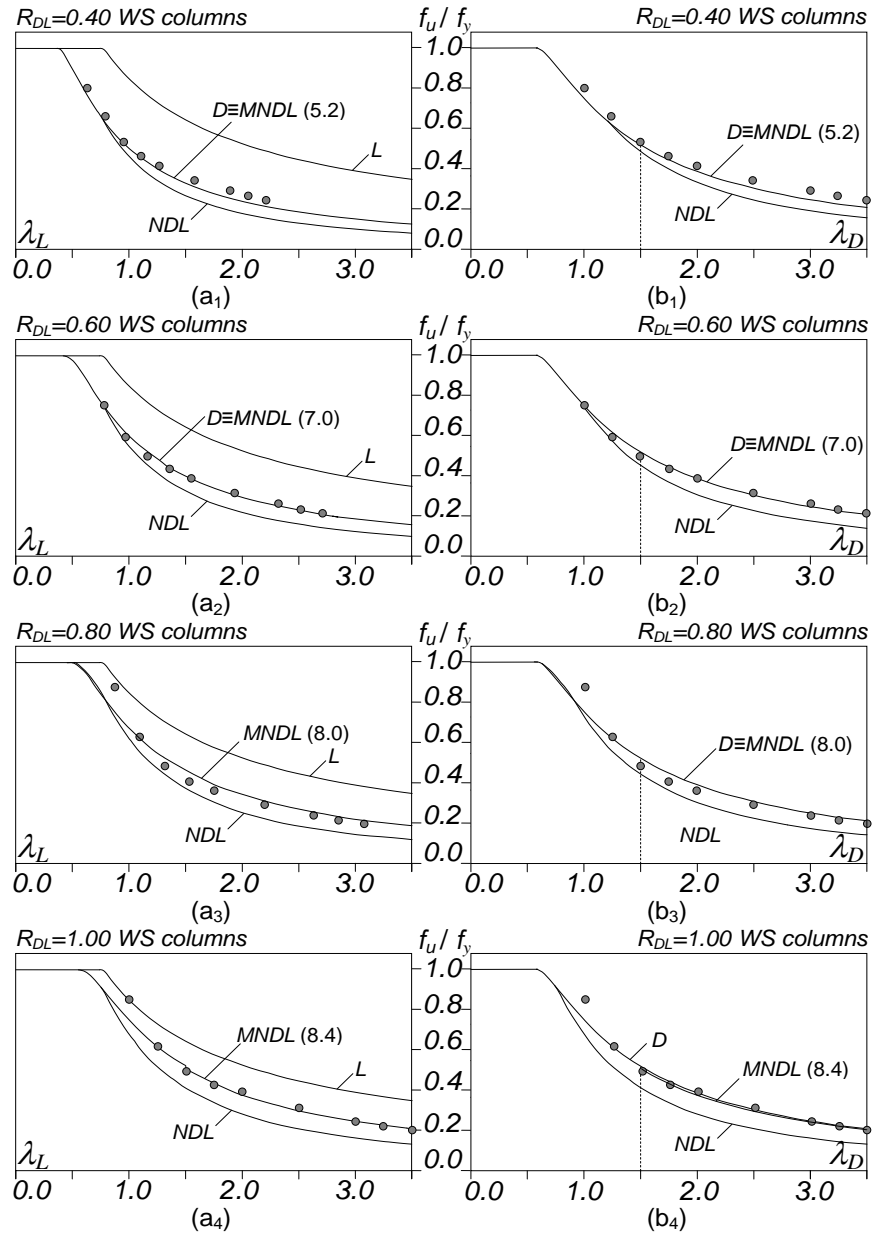 R_DL=0.40 WS columns
f_u / f_y
R_DL=0.40 WS columns
1.0
0.8
0.6
0.4
0.2
0.0
D≡MNDL (5.2)
L
NDL
λ_L
D≡MNDL (5.2)
NDL
λ_D
0.0 1.0 2.0 3.0
0.0 1.0 2.0 3.0
(a1)
(b1)
R_DL=0.60 WS columns
f_u / f_y
R_DL=0.60 WS columns
1.0
0.8
0.6
0.4
0.2
0.0
D≡MNDL (7.0)
L
NDL
λ_L
D≡MNDL (7.0)
NDL
λ_D
0.0 1.0 2.0 3.0
0.0 1.0 2.0 3.0
(a2)
(b2)
R_DL=0.80 WS columns
f_u / f_y
R_DL=0.80 WS columns
1.0
0.8
0.6
0.4
0.2
0.0
MNDL (8.0)
L
NDL
λ_L
D≡MNDL (8.0)
NDL
λ_D
0.0 1.0 2.0 3.0
0.0 1.0 2.0 3.0
(a3)
(b3)
R_DL=1.00 WS columns
f_u / f_y
R_DL=1.00 WS columns
1.0
0.8
0.6
0.4
0.2
0.0
MNDL (8.4)
L
NDL
λ_L
D
MNDL (8.4)
NDL
λ_D
0.0 1.0 2.0 3.0
0.0 1.0 2.0 3.0
(a4)
(b4)